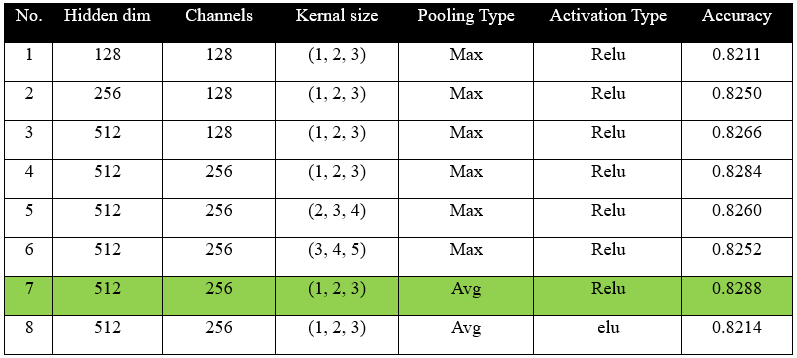 No. Hidden dim Channels Kernal size Pooling Type Activation Type Accuracy
1 128 128 (1, 2, 3) Max Relu 0.8211
2 256 128 (1, 2, 3) Max Relu 0.8250
3 512 128 (1, 2, 3) Max Relu 0.8266
4 512 256 (1, 2, 3) Max Relu 0.8284
5 512 256 (2, 3, 4) Max Relu 0.8260
6 512 256 (3, 4, 5) Max Relu 0.8252
7 512 256 (1, 2, 3) Avg Relu 0.8288
8 512 256 (1, 2, 3) Avg elu 0.8214